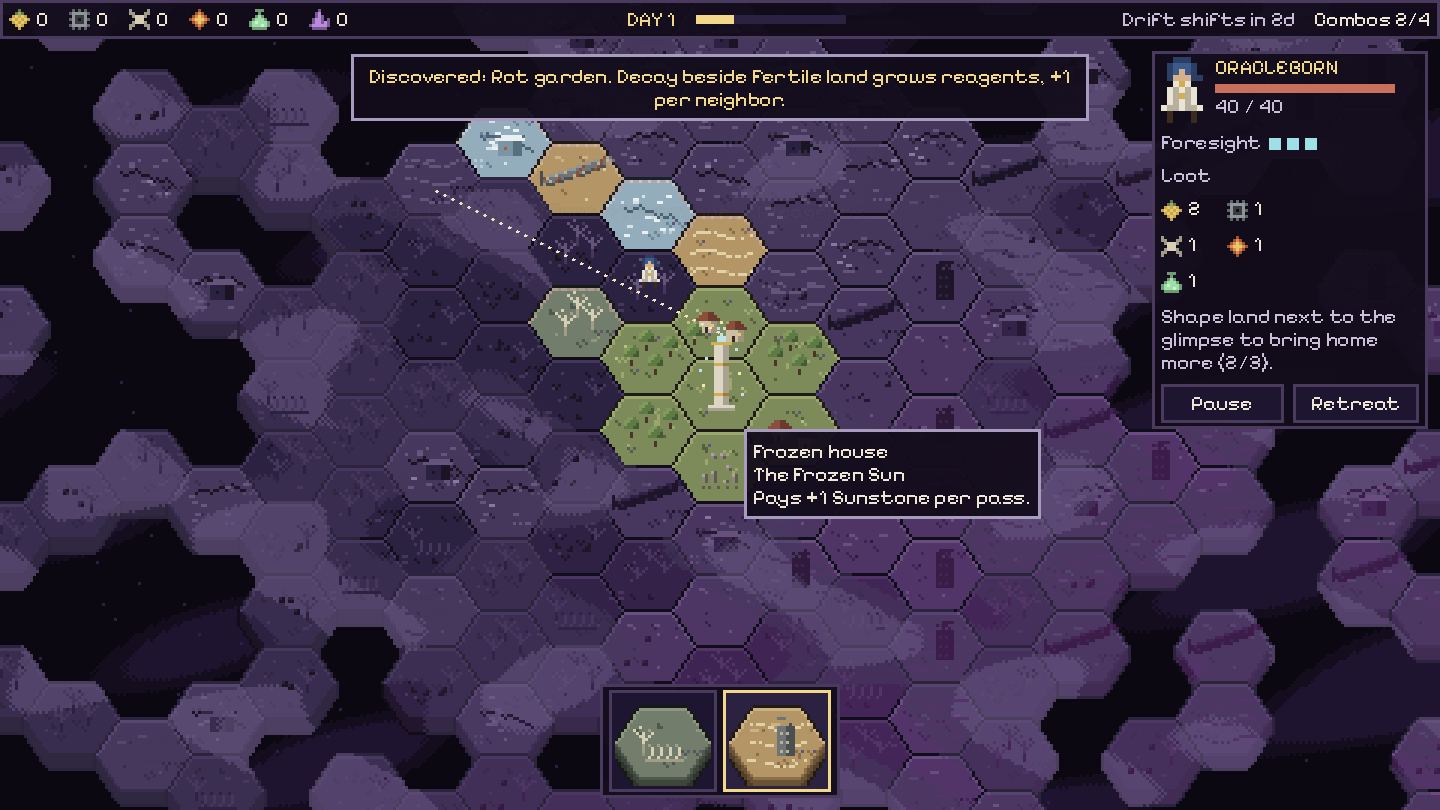 0 0 0 0 0 0 DAY 1 Drift shifts in 2d Combos 2/4
Discovered: Rot garden. Decay beside Fertile land grows reagents, +1
per neighbor.
ORACLEBORN
40 / 40
Foresight
Loot
2 1
1 1
1
Shape land next to the
glimpse to bring home
more (2/3).
Pause Retreat
Frozen house
The Frozen Sun
Pays +1 Sunstone per pass.